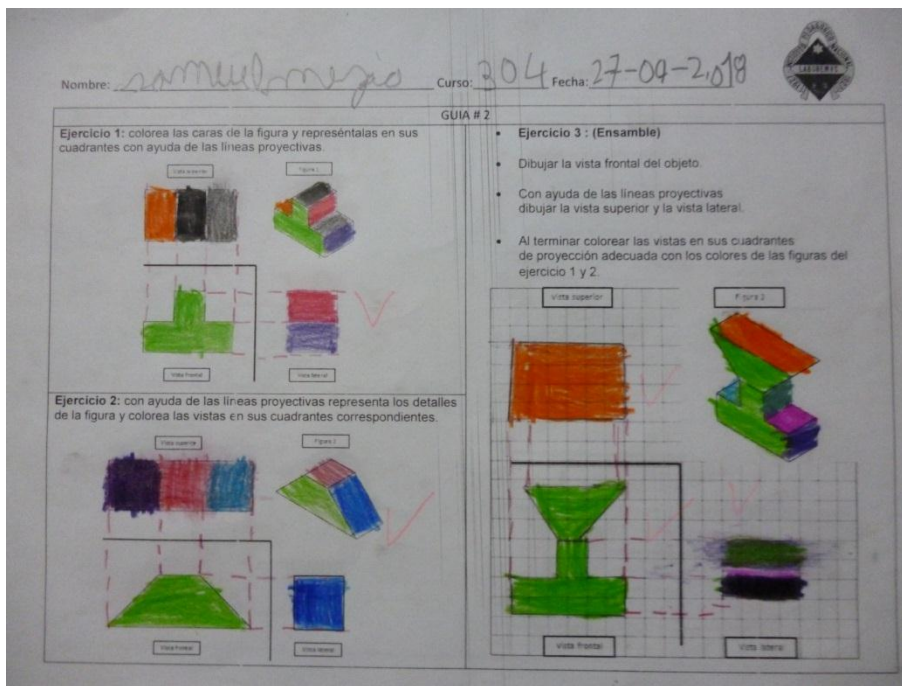 Nombre: samuel mezio Curso: 304 Fecha: 27-09-2,018
LABOREMUS
GUIA # 2
Ejercicio 1: colorea las caras de la figura y represéntalas en sus
cuadrantes con ayuda de las líneas proyectivas.
Vista superior
Figura 1
Vista frontal
Vista lateral
Ejercicio 2: con ayuda de las líneas proyectivas representa los detalles
de la figura y colorea las vistas en sus cuadrantes correspondientes.
Vista superior
Figura 2
Vista frontal
Vista lateral
• Ejercicio 3 : (Ensamble)
• Dibujar la vista frontal del objeto
• Con ayuda de las líneas proyectivas
dibujar la vista superior y la vista lateral.
• Al terminar colorear las vistas en sus cuadrantes
de proyección adecuada con los colores de las figuras del
ejercicio 1 y 2.
Vista superior
Figura 3
Vista frontal
Vista lateral